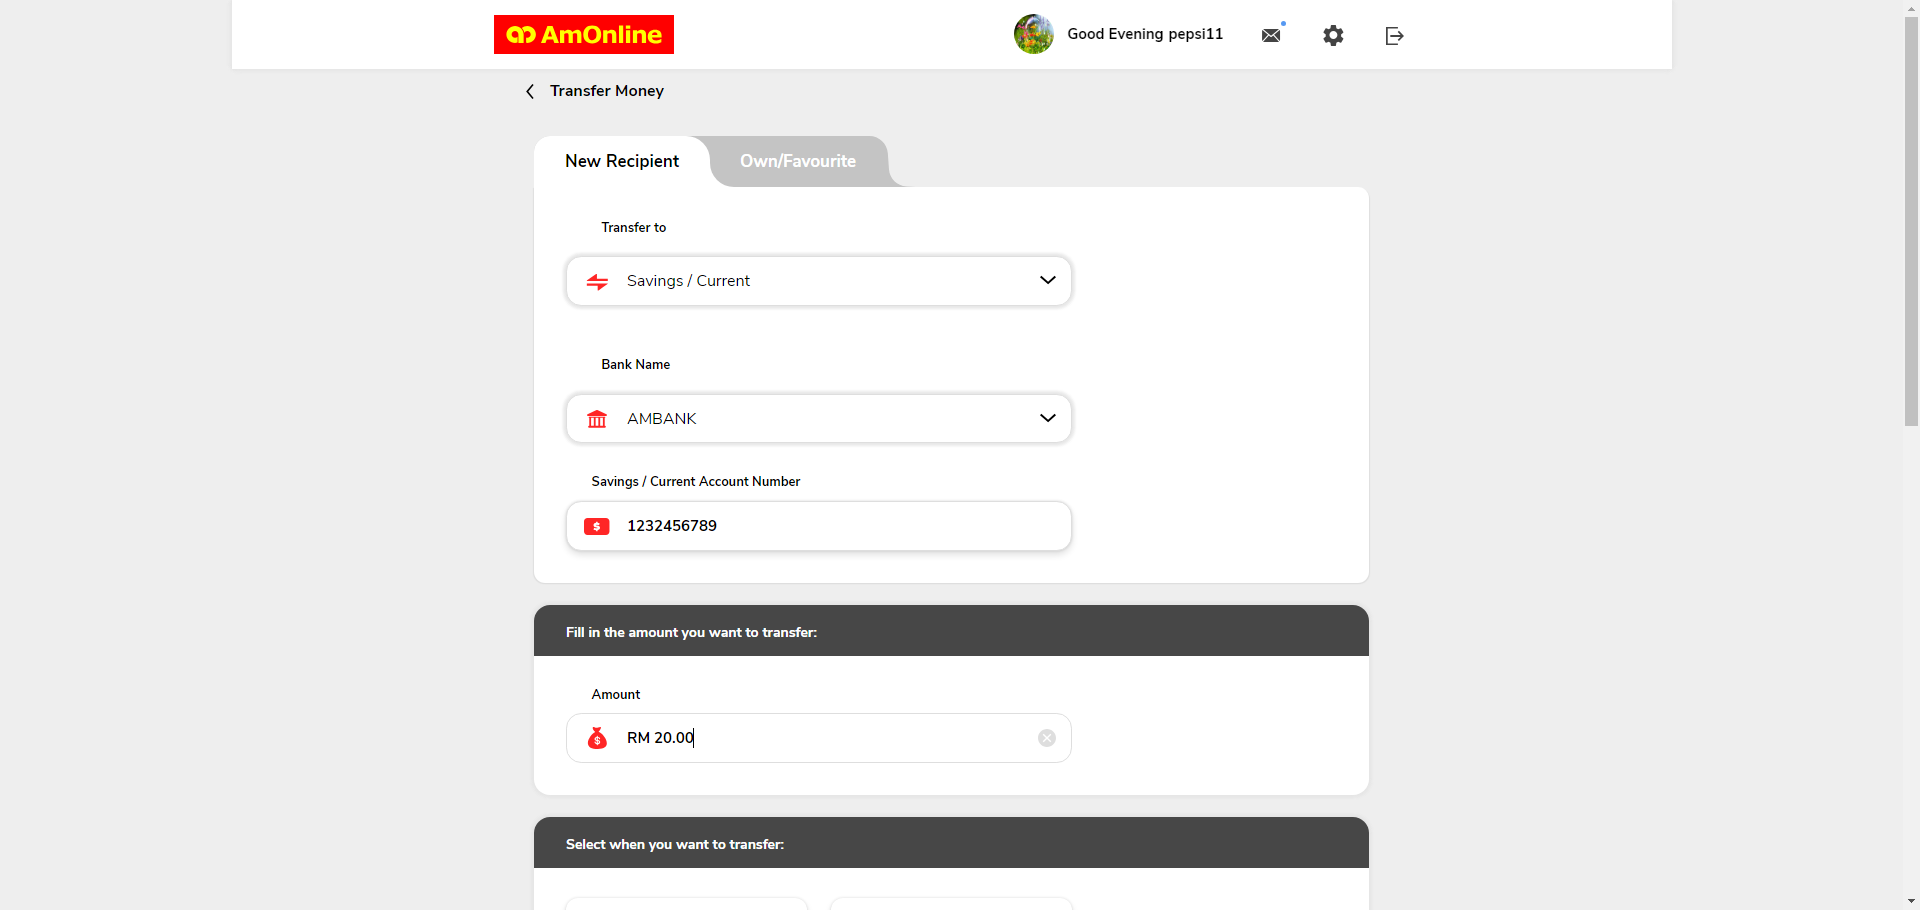 AmOnline
Good Evening pepsi11
Transfer Money
New Recipient
Own/Favourite
Transfer to
Savings / Current
Bank Name
AMBANK
Savings / Current Account Number
$ 1232456789
Fill in the amount you want to transfer:
Amount
$ RM 20.00
Select when you want to transfer: